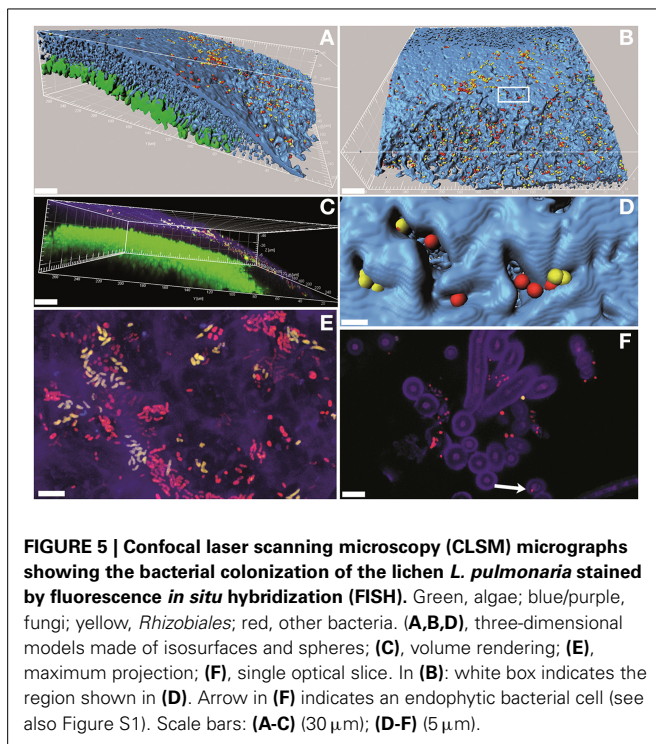 A
B
C
D
E
F
FIGURE 5 | Confocal laser scanning microscopy (CLSM) micrographs
showing the bacterial colonization of the lichen L. pulmonaria stained
by fluorescence in situ hybridization (FISH). Green, algae; blue/purple,
fungi; yellow, Rhizobiales; red, other bacteria. (A,B,D), three-dimensional
models made of isosurfaces and spheres; (C), volume rendering; (E),
maximum projection; (F), single optical slice. In (B): white box indicates the
region shown in (D). Arrow in (F) indicates an endophytic bacterial cell (see
also Figure S1). Scale bars: (A-C) (30 μm); (D-F) (5 μm).